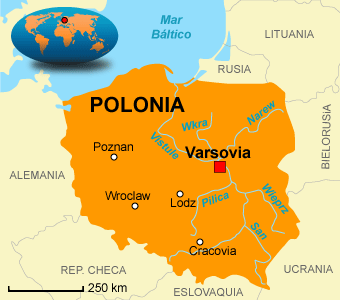 Mar
Báltico
LITUANIA
RUSIA
POLONIA
Wkra
Narew
Vistule
Poznan
Varsovia
BIELORUSIA
ALEMANIA
Wroclaw
Lodz
Pilica
Wieprz
San
Cracovia
REP. CHECA
UCRANIA
250 km
ESLOVAQUIA